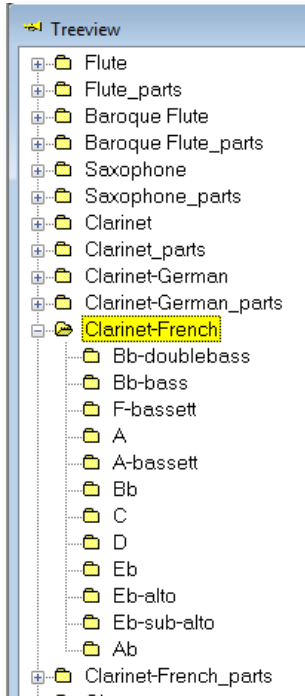 Treeview
Flute
Flute_parts
Baroque Flute
Baroque Flute_parts
Saxophone
Saxophone_parts
Clarinet
Clarinet_parts
Clarinet-German
Clarinet-German_parts
Clarinet-French
Bb-doublebass
Bb-bass
F-bassett
A
A-bassett
Bb
C
D
Eb
Eb-alto
Eb-sub-alto
Ab
Clarinet-French_parts